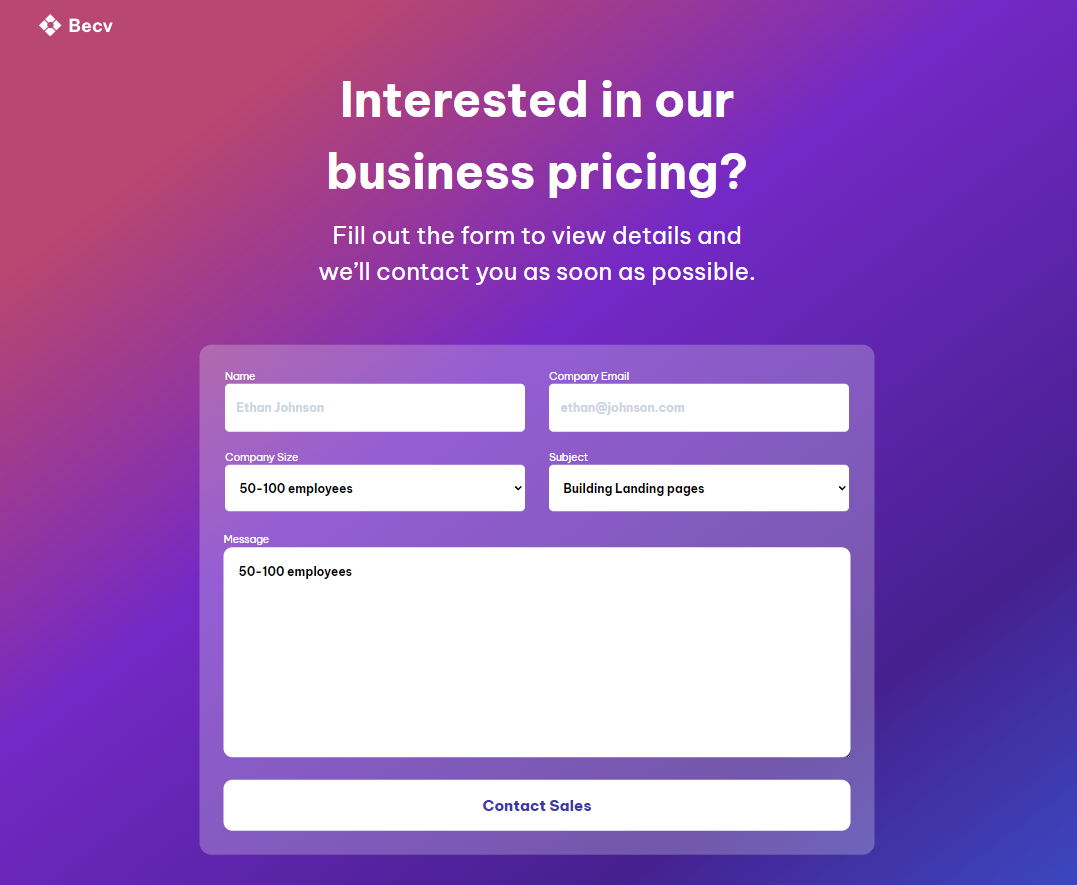 Becv
Interested in our
business pricing?
Fill out the form to view details and
we’ll contact you as soon as possible.
Name
Company Email
Ethan Johnson
ethan@johnson.com
Company Size
Subject
50-100 employees
Building Landing pages
Message
50-100 employees
Contact Sales